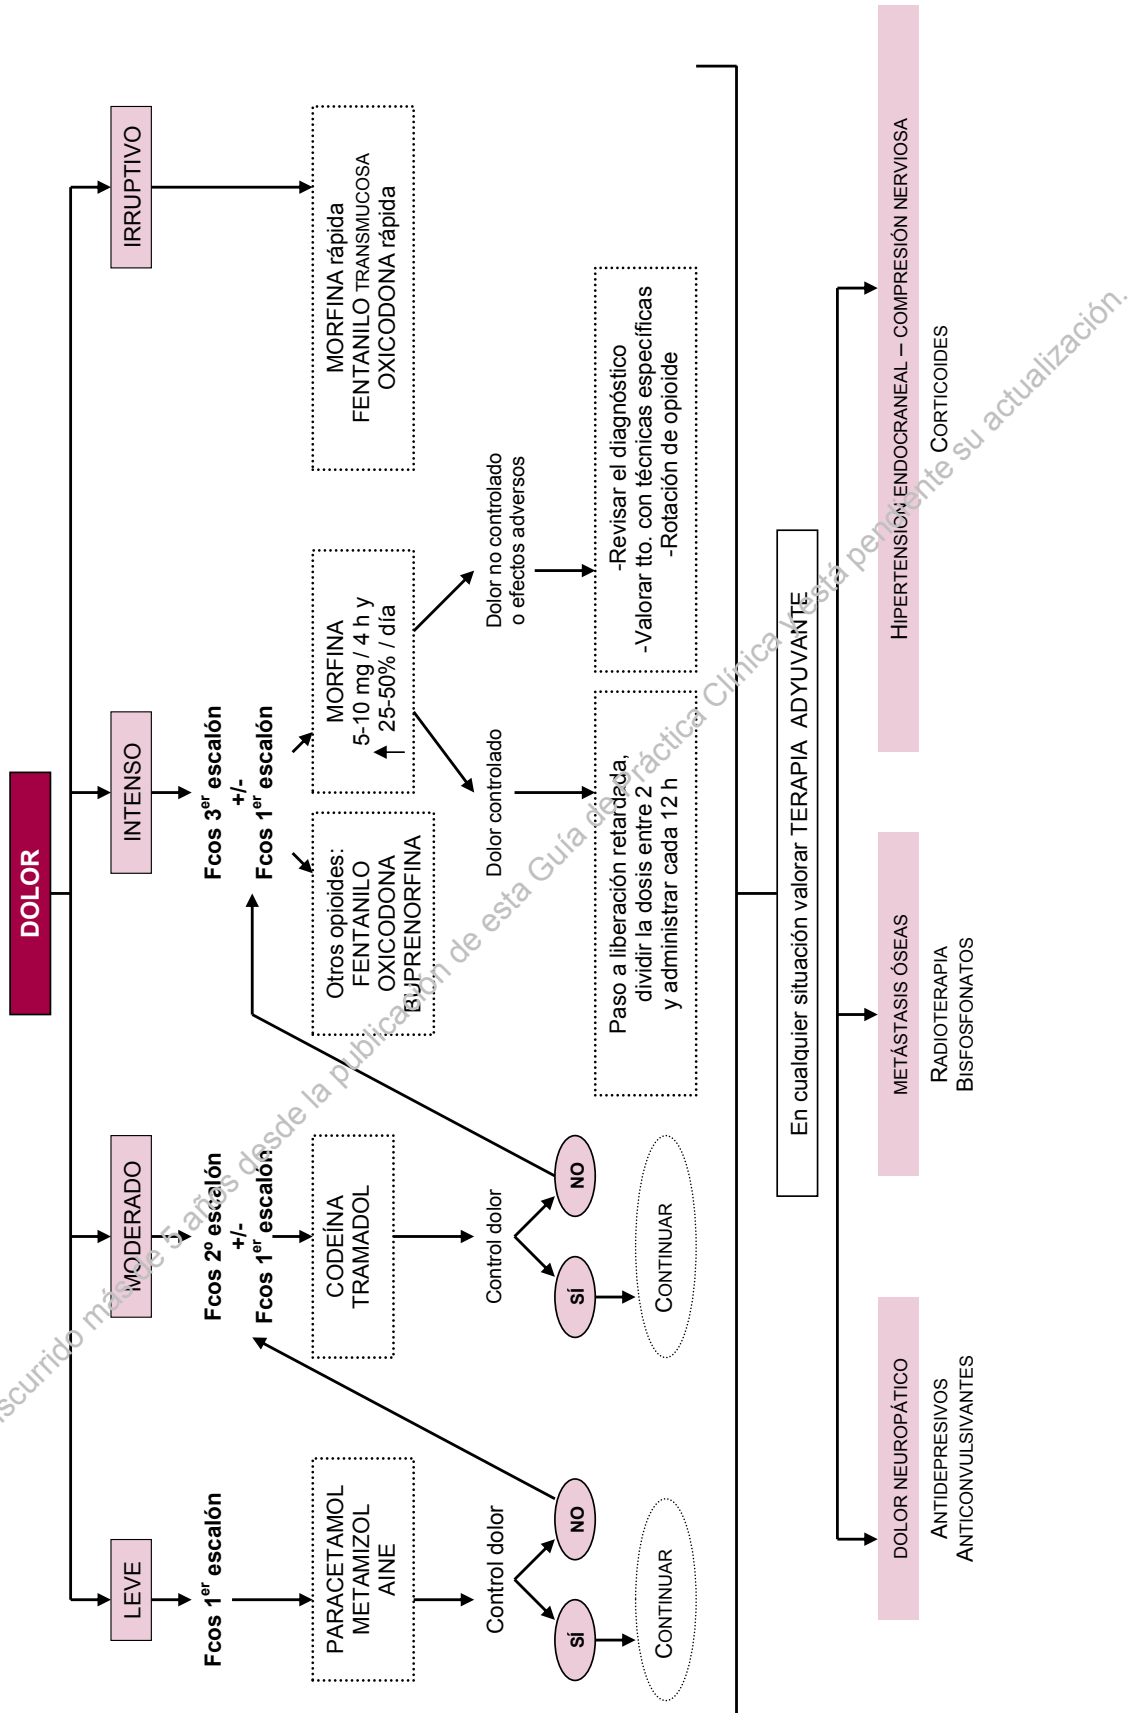 DOLOR
LEVE
MODERADO
INTENSO
IRRUPTIVO
Fcos 1er escalón
Fcos 2º escalón
+/-
Fcos 1er escalón
Fcos 3er escalón
+/-
Fcos 1er escalón
PARACETAMOL
METAMIZOL
AINE
CODEÍNA
TRAMADOL
Otros opioides:
FENTANILO
OXICODONA
BUPRENORFINA
MORFINA
5-10 mg / 4 h y
25-50% / día
MORFINA rápida
FENTANILO TRANSMUCOSA
OXICODONA rápida
Control dolor
SÍ
NO
CONTINUAR
Control dolor
SÍ
NO
CONTINUAR
Dolor controlado
Dolor no controlado
o efectos adversos
Paso a liberación retardada,
dividir la dosis entre 2
y administrar cada 12 h
-Revisar el diagnóstico
-Valorar tto. con técnicas específicas
-Rotación de opioide
En cualquier situación valorar TERAPIA ADYUVANTE
DOLOR NEUROPÁTICO
ANTIDEPRESIVOS
ANTICONVULSIVANTES
METÁSTASIS ÓSEAS
RADIOTERAPIA
BISFOSFONATOS
HIPERTENSIÓN ENDOCRANEAL – COMPRESIÓN NERVIOSA
CORTICOIDES
más de 5 años desde la publicación de esta Guía de Práctica Clínica y está pendiente su actualización.